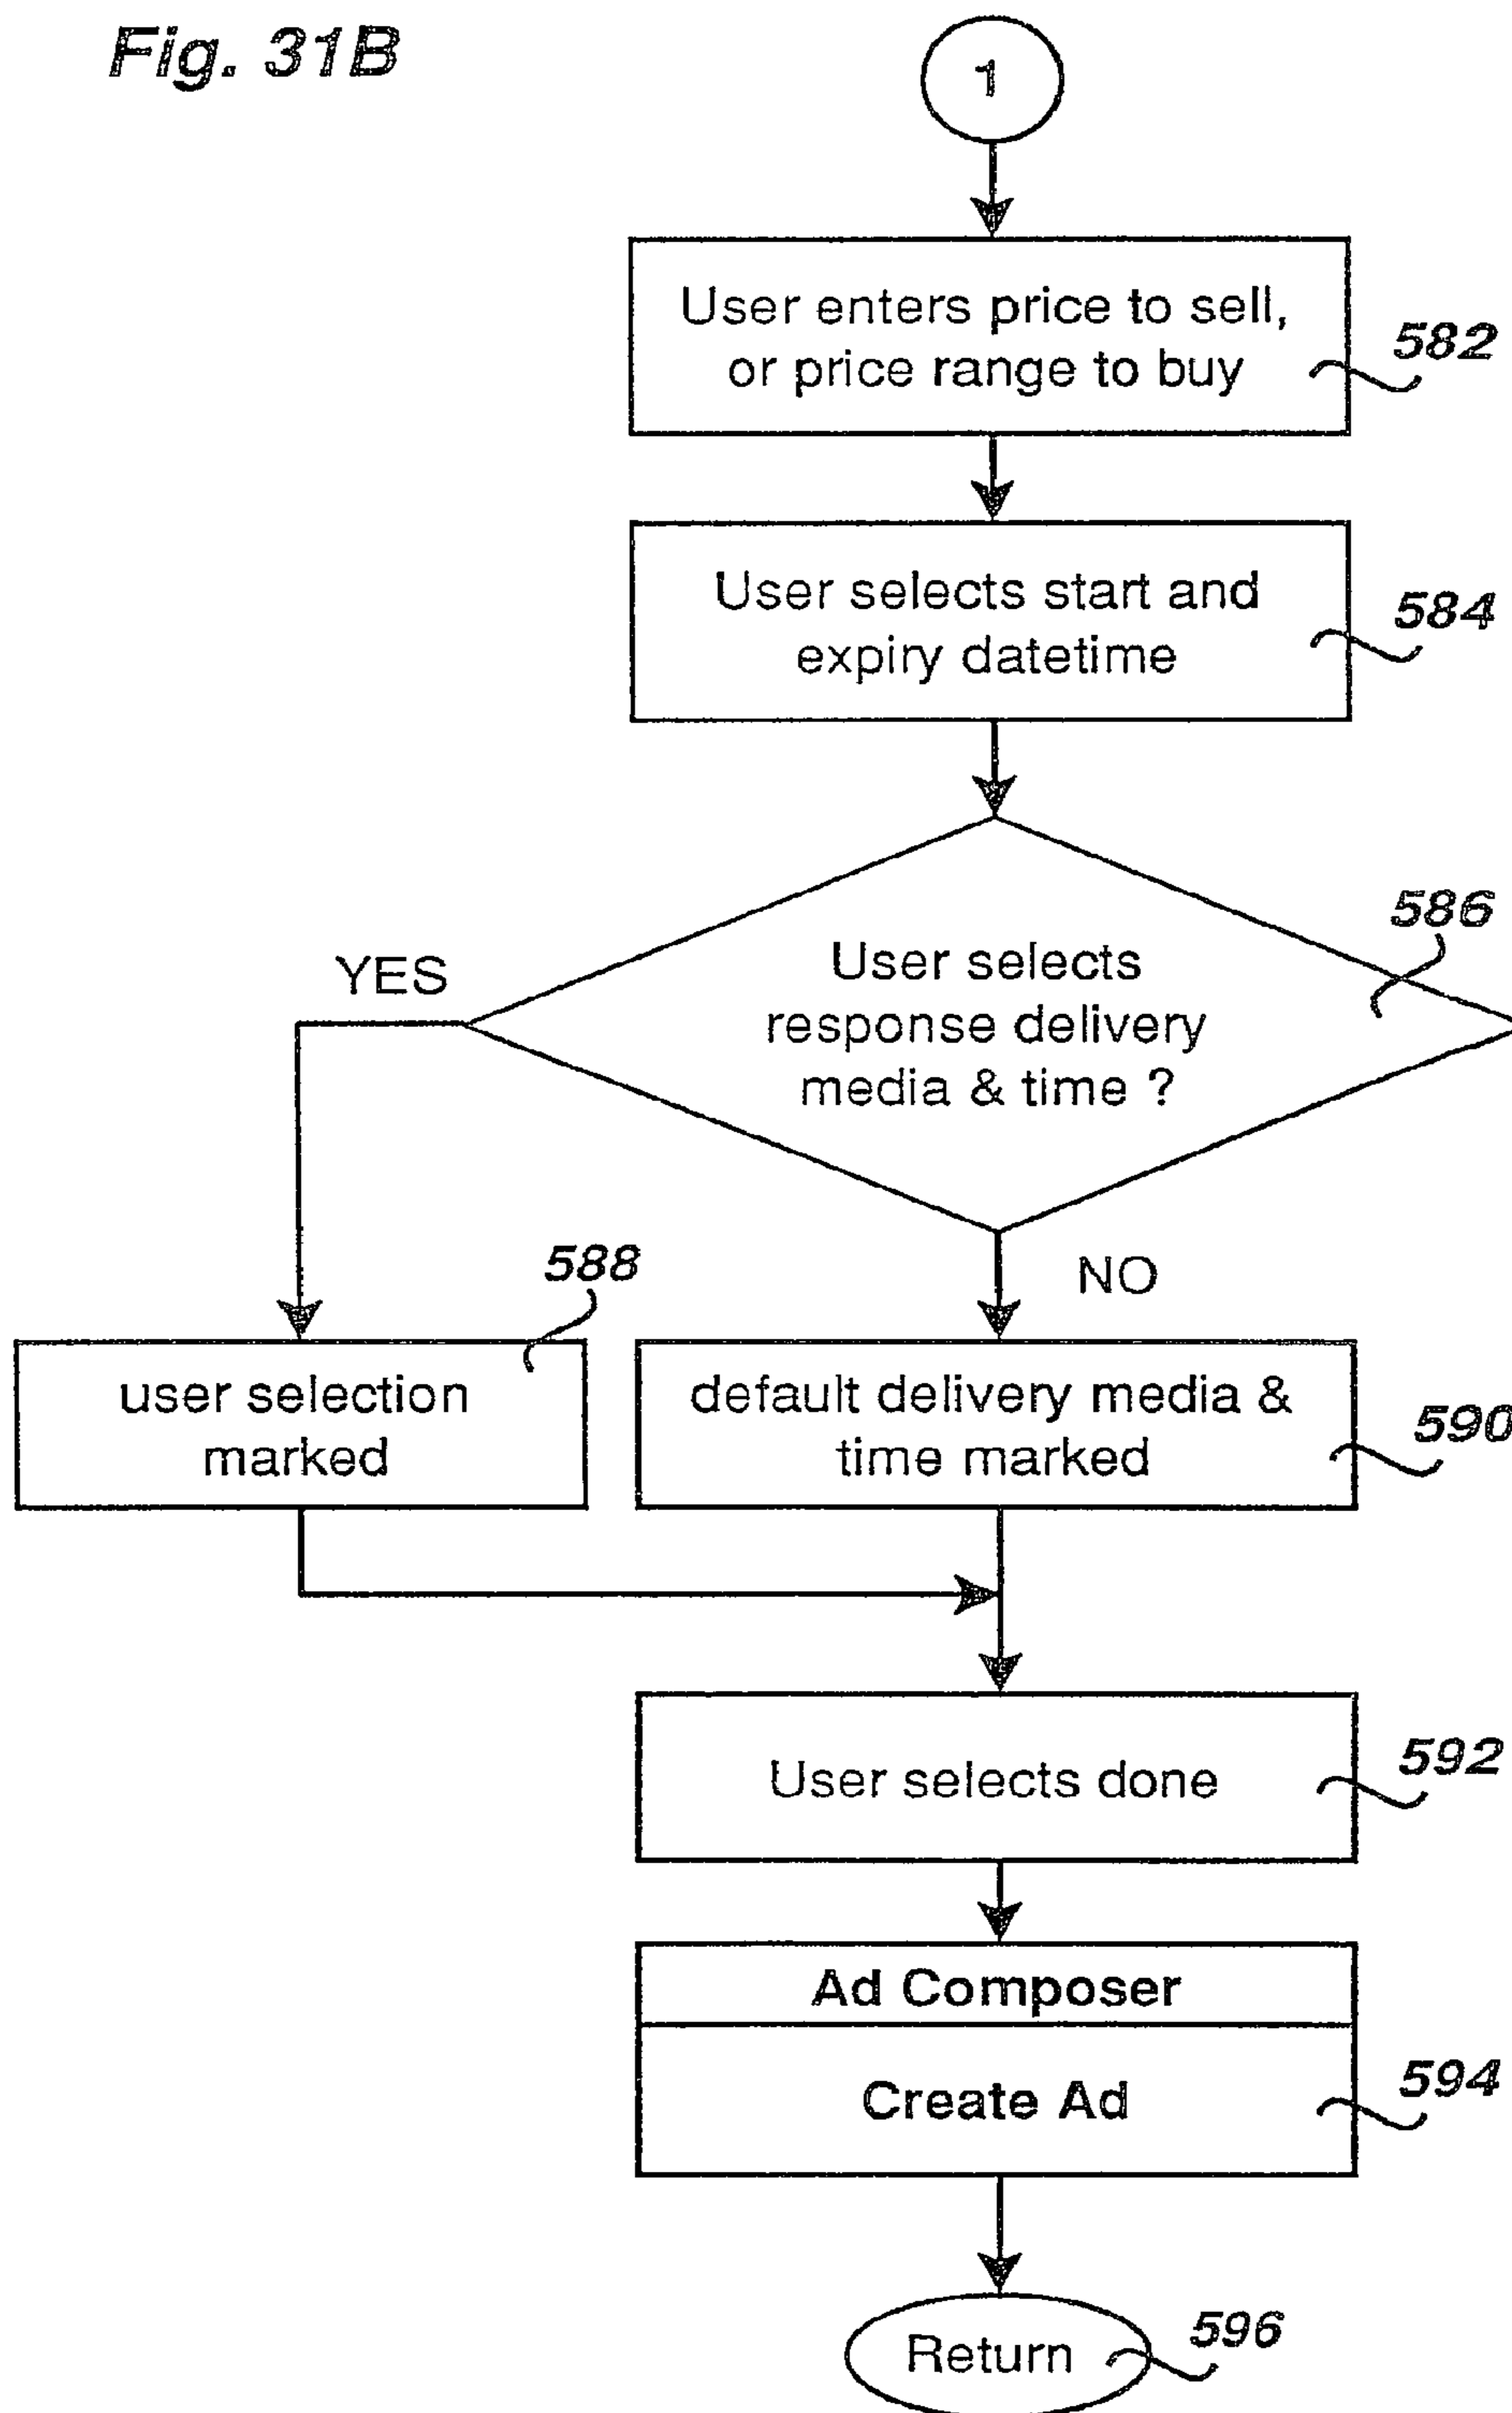 Fig. 31B
1
User enters price to sell,
or price range to buy
582
User selects start and
expiry datetime
584
586
User selects
response delivery
media & time ?
YES
NO
588
user selection
marked
default delivery media &
time marked
590
User selects done
592
Ad Composer
Create Ad
594
Return
596